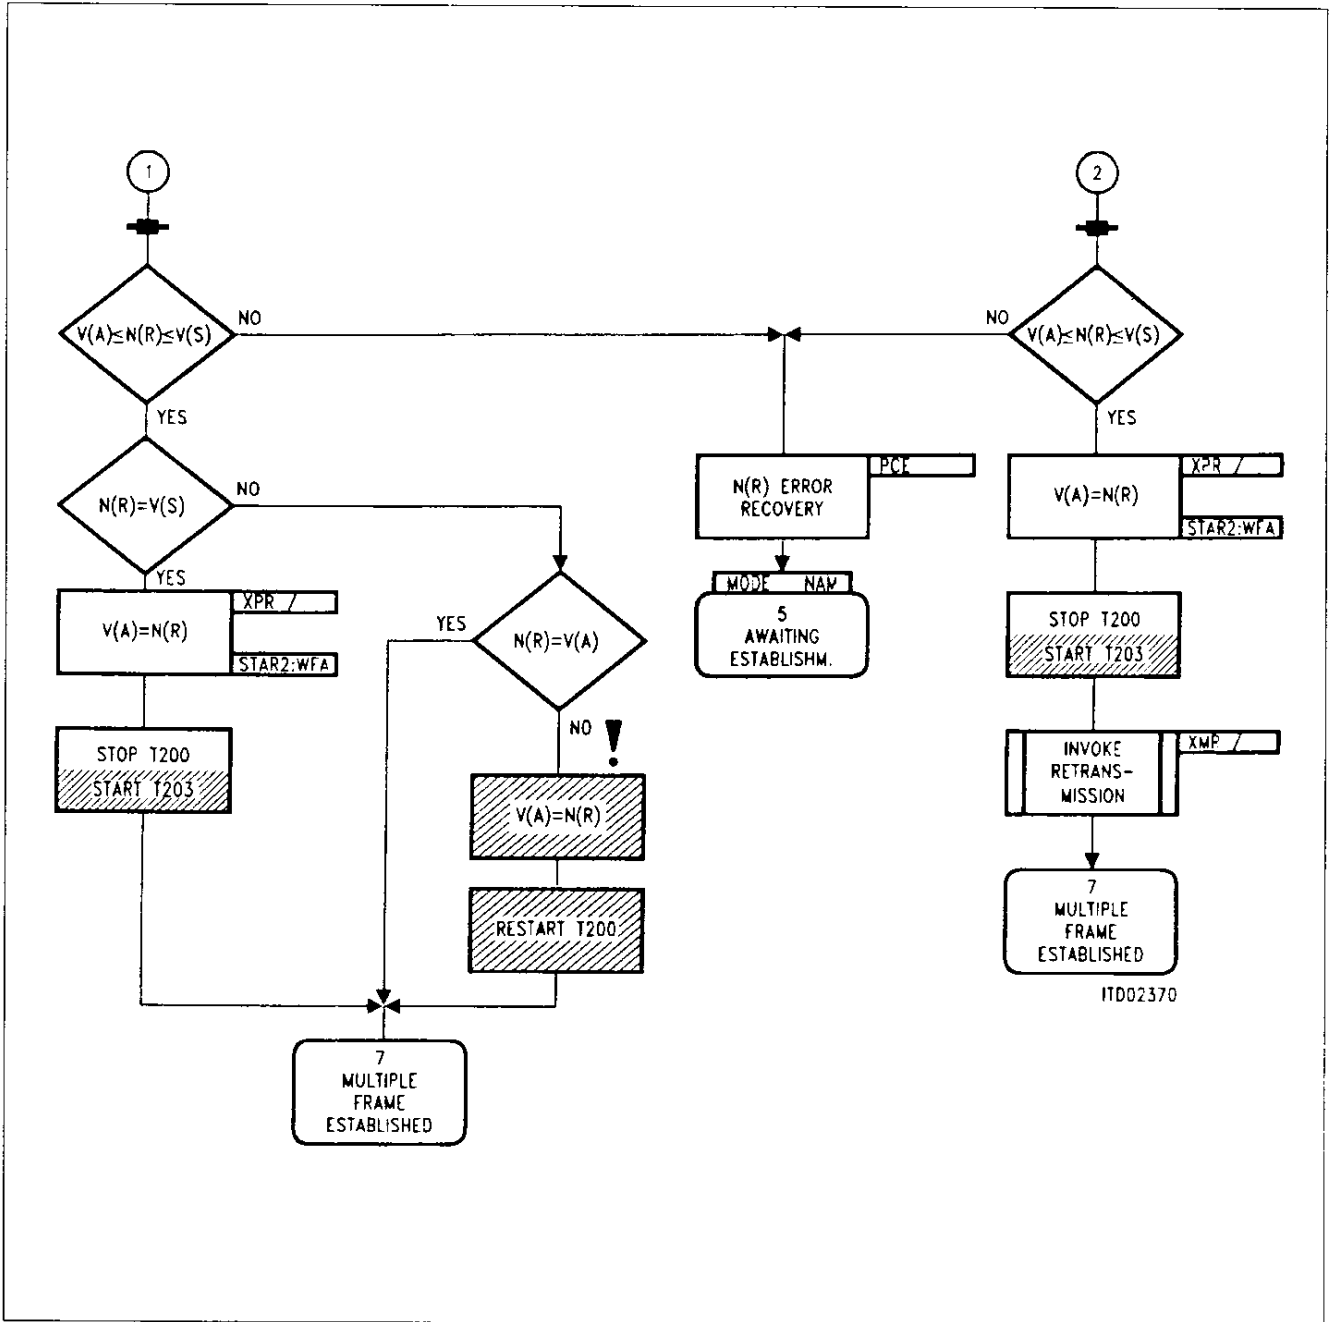 1
2
V(A)≤N(R)≤V(S)
NO
NO
V(A)≤N(R)≤V(S)
YES
YES
N(R)=V(S)
NO
N(R) ERROR
RECOVERY
PCE
V(A)=N(R)
XPR /
STAR2:WFA
YES
V(A)=N(R)
XPR /
STAR2:WFA
YES
N(R)=V(A)
NO
!
MODE NAM
5
AWAITING
ESTABLISHM.
STOP T200
START T203
STOP T200
START T203
INVOKE
RETRANS-
MISSION
XMR /
V(A)=N(R)
RESTART T200
7
MULTIPLE
FRAME
ESTABLISHED
ITD02370
7
MULTIPLE
FRAME
ESTABLISHED